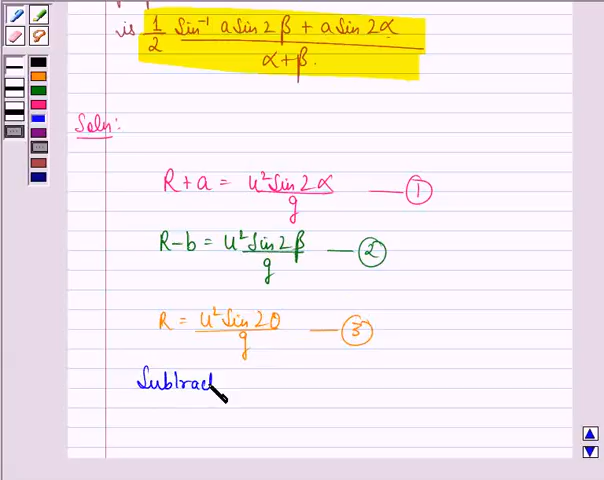 is 1/2 Sin⁻¹ (a Sin 2β + a Sin 2α)/(α+β).
Soln:
R+a = u² Sin 2α/g —— ①
R-b = u² Sin 2β/g —— ②
R = u² Sin 2θ/g —— ③
Subtract